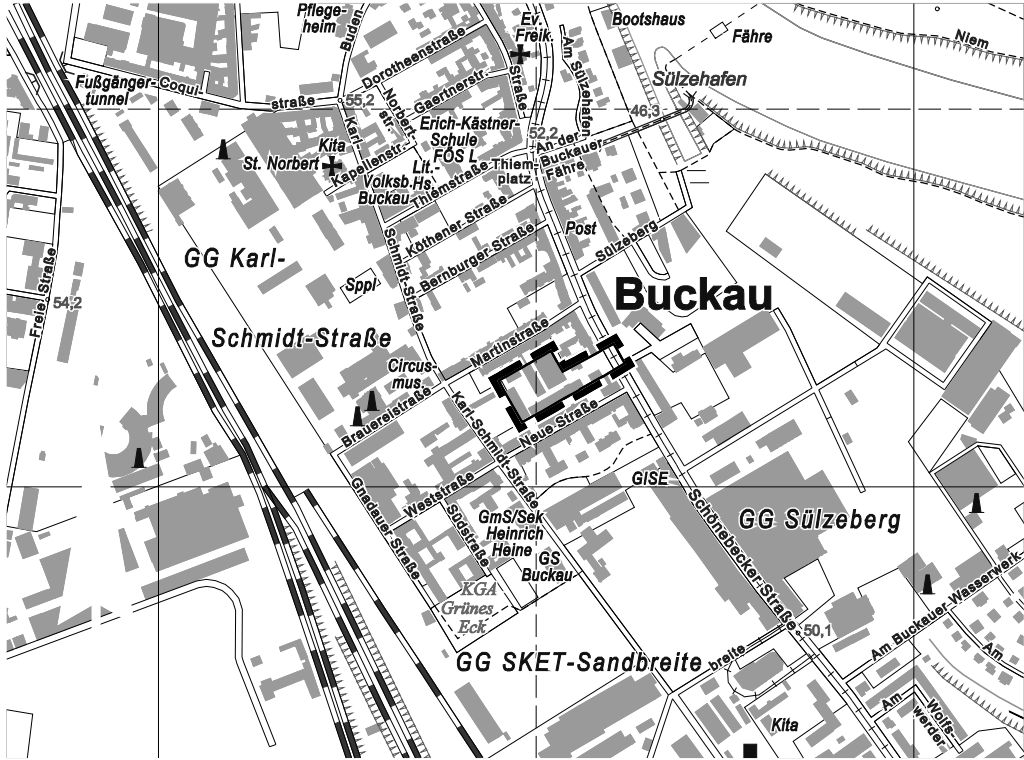 Pflege-
heim
Buden-
Ev.
Freik.
Bootshaus
Fähre
Niem
Dorotheenstraße
Am Sülzehafen
Fußgänger-
tunnel
Coqui-
straße
55,2
Gaertnerstr.
Straße
Sülzehafen
46,3
Norbert-
str.
Karl-
Erich-Kästner-
Schule
FÖS L
52,2
An der
Buckauer
Fähre
Kita
St. Norbert
Kapellenstr.
Lit.-
Hs.
Volksb.
Buckau
Thiemstraße
Thiem-
platz
Köthener-Straße
Schmidt-Straße
Bernburger-Straße
Post
Sülzeberg
GG Karl-
Schmidt-Straße
Sppl
Buckau
Freie Straße
54,2
Martinstraße
Circus-
mus.
Brauereistraße
Karl-Schmidt-Straße
Neue Straße
Weststraße
Gnadauer Straße
Südstraße
GISE
GmS/Sek
Heinrich
Heine
GS
Buckau
Schönebecker Straße
GG Sülzeberg
KGA
Grünes
Eck
50,1
Am Buckauer Wasserwerk
Am
GG SKET-Sandbreite
breite
Kita
Am
Wolfs-
werder